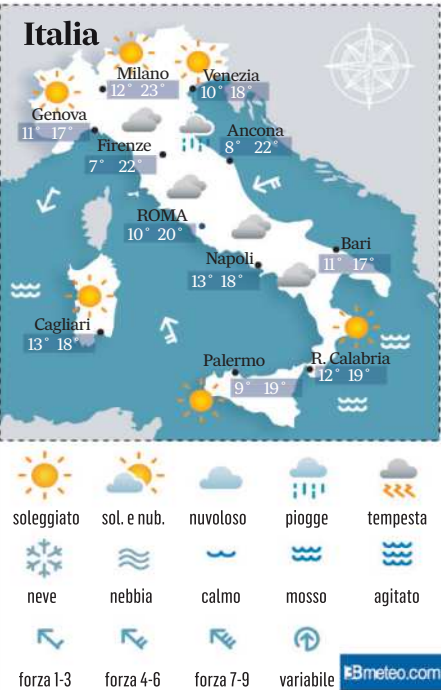 Italia
Milano
12° 23°
Venezia
10° 18°
Genova
11° 17°
Firenze
7° 22°
Ancona
8° 22°
ROMA
10° 20°
Napoli
13° 18°
Bari
11° 17°
Cagliari
13° 18°
Palermo
9° 19°
R. Calabria
12° 19°
soleggiato sol. e nub. nuvoloso piogge tempesta
neve nebbia calmo mosso agitato
forza 1-3 forza 4-6 forza 7-9 variabile
3Bmeteo.com